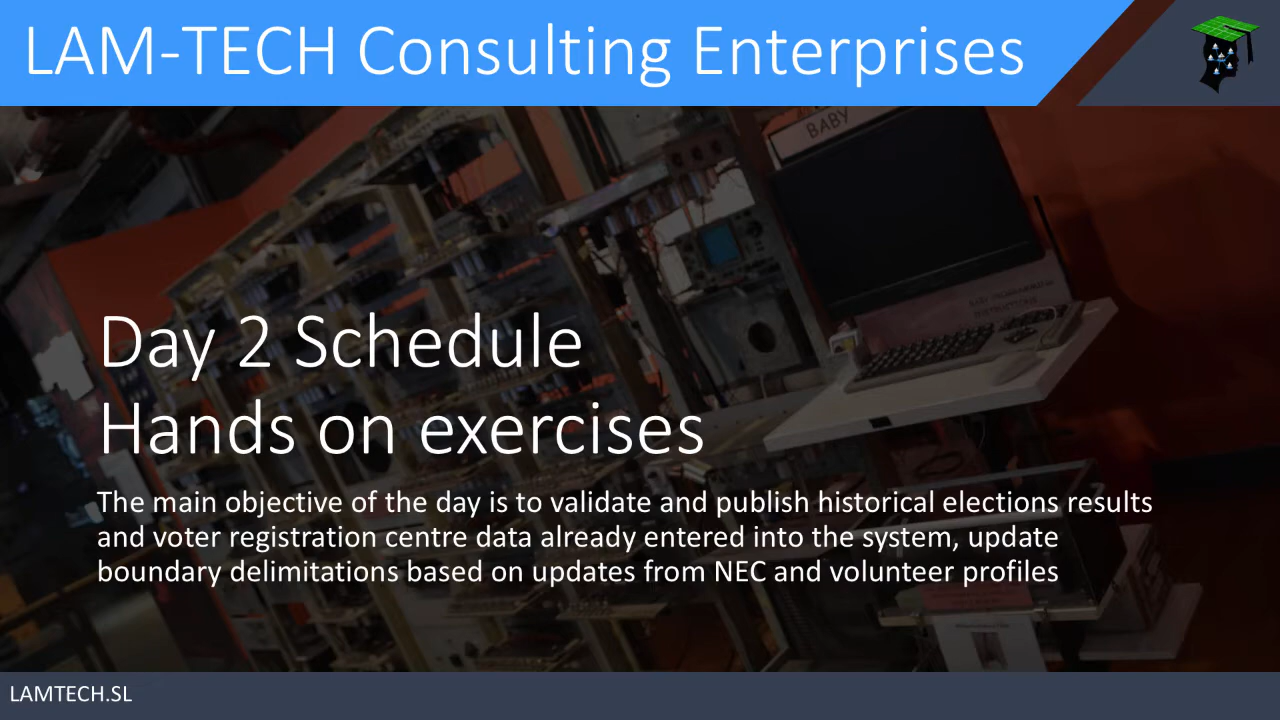 LAM-TECH Consulting Enterprises
BABY
Day 2 Schedule
Hands on exercises
The main objective of the day is to validate and publish historical elections results
and voter registration centre data already entered into the system, update
boundary delimitations based on updates from NEC and volunteer profiles
LAMTECH.SL